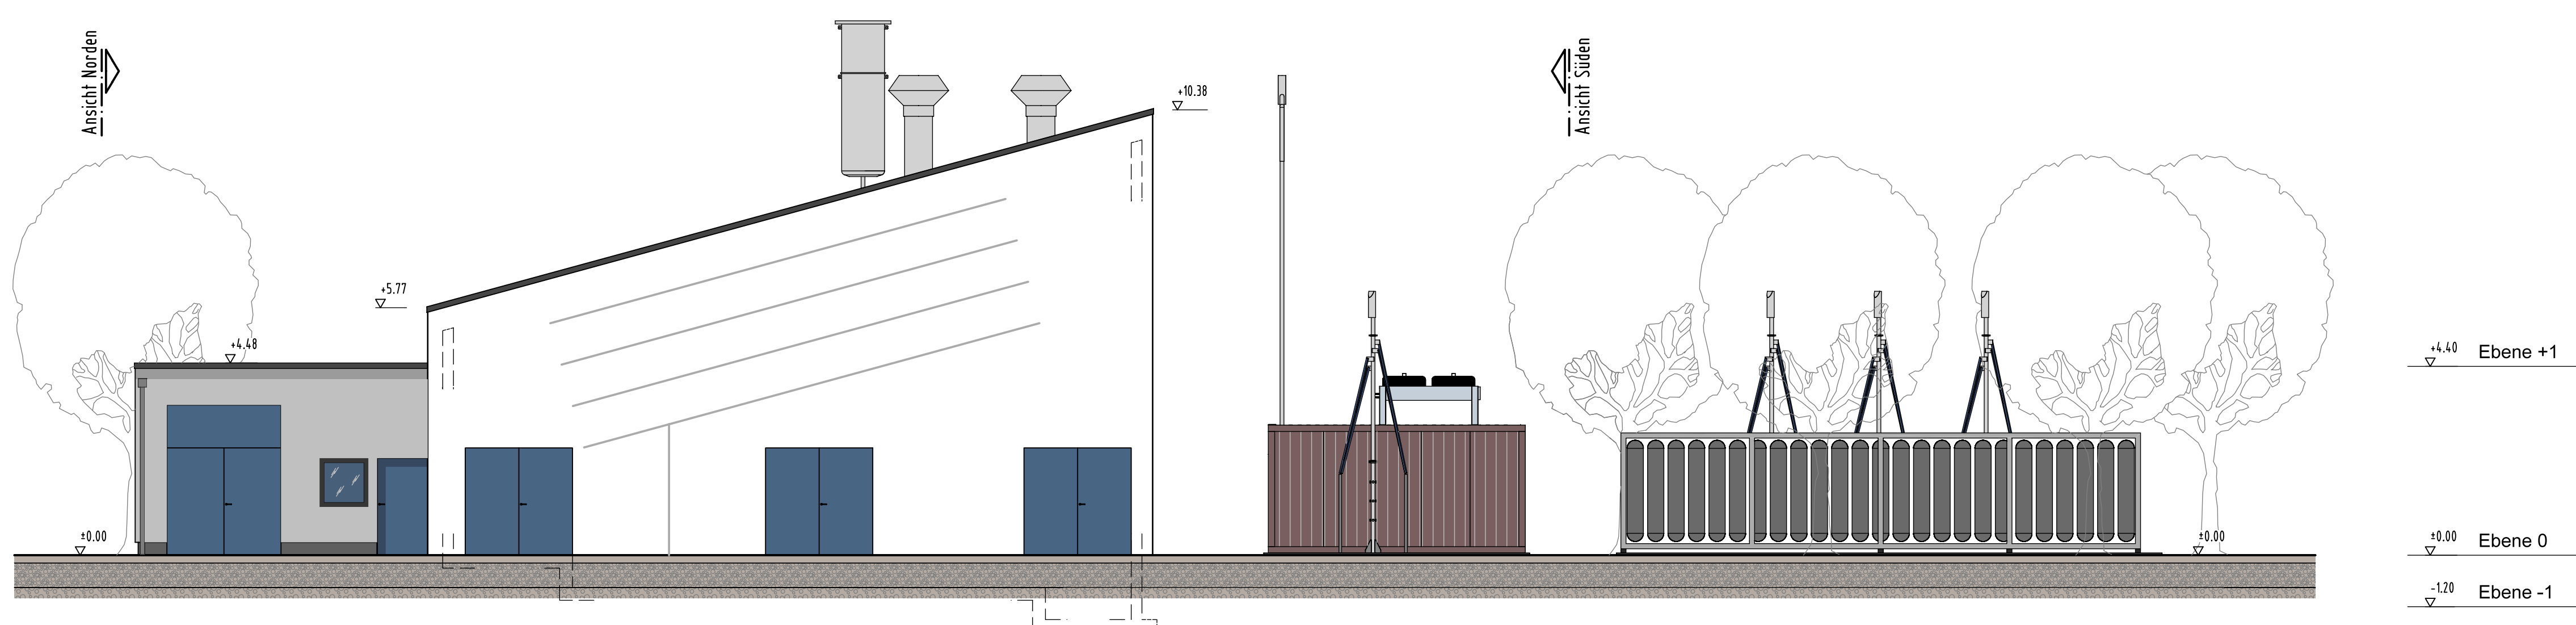 Ansicht Norden
Ansicht Süden
+10.38
+5.77
+4.48
+4.40 Ebene +1
±0.00
±0.00
±0.00 Ebene 0
-1.20 Ebene -1